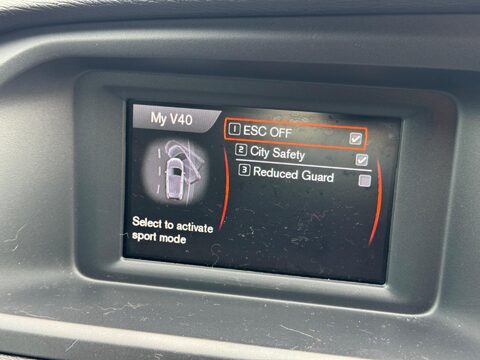 My V40
1 ESC OFF
2 City Safety
3 Reduced Guard
Select to activate
sport mode